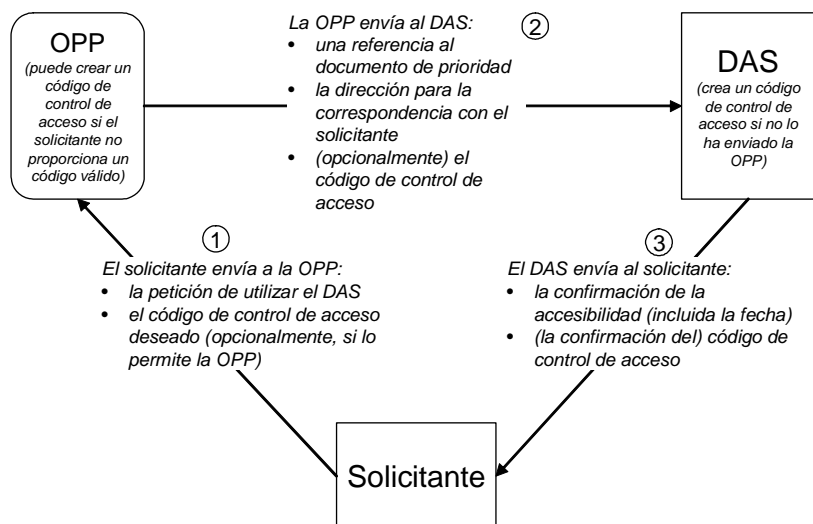 OPP
(puede crear un
código de
control de
acceso si el
solicitante no
proporciona un
código válido)
La OPP envía al DAS:
• una referencia al
documento de prioridad
• la dirección para la
correspondencia con el
solicitante
• (opcionalmente) el
código de control de
acceso
2
DAS
(crea un código
de control de
acceso si no lo
ha enviado la
OPP)
1
El solicitante envía a la OPP:
• la petición de utilizar el DAS
• el código de control de acceso
deseado (opcionalmente, si lo
permite la OPP)
3
El DAS envía al solicitante:
• la confirmación de la
accesibilidad (incluida la fecha)
• (la confirmación del) código de
control de acceso
Solicitante